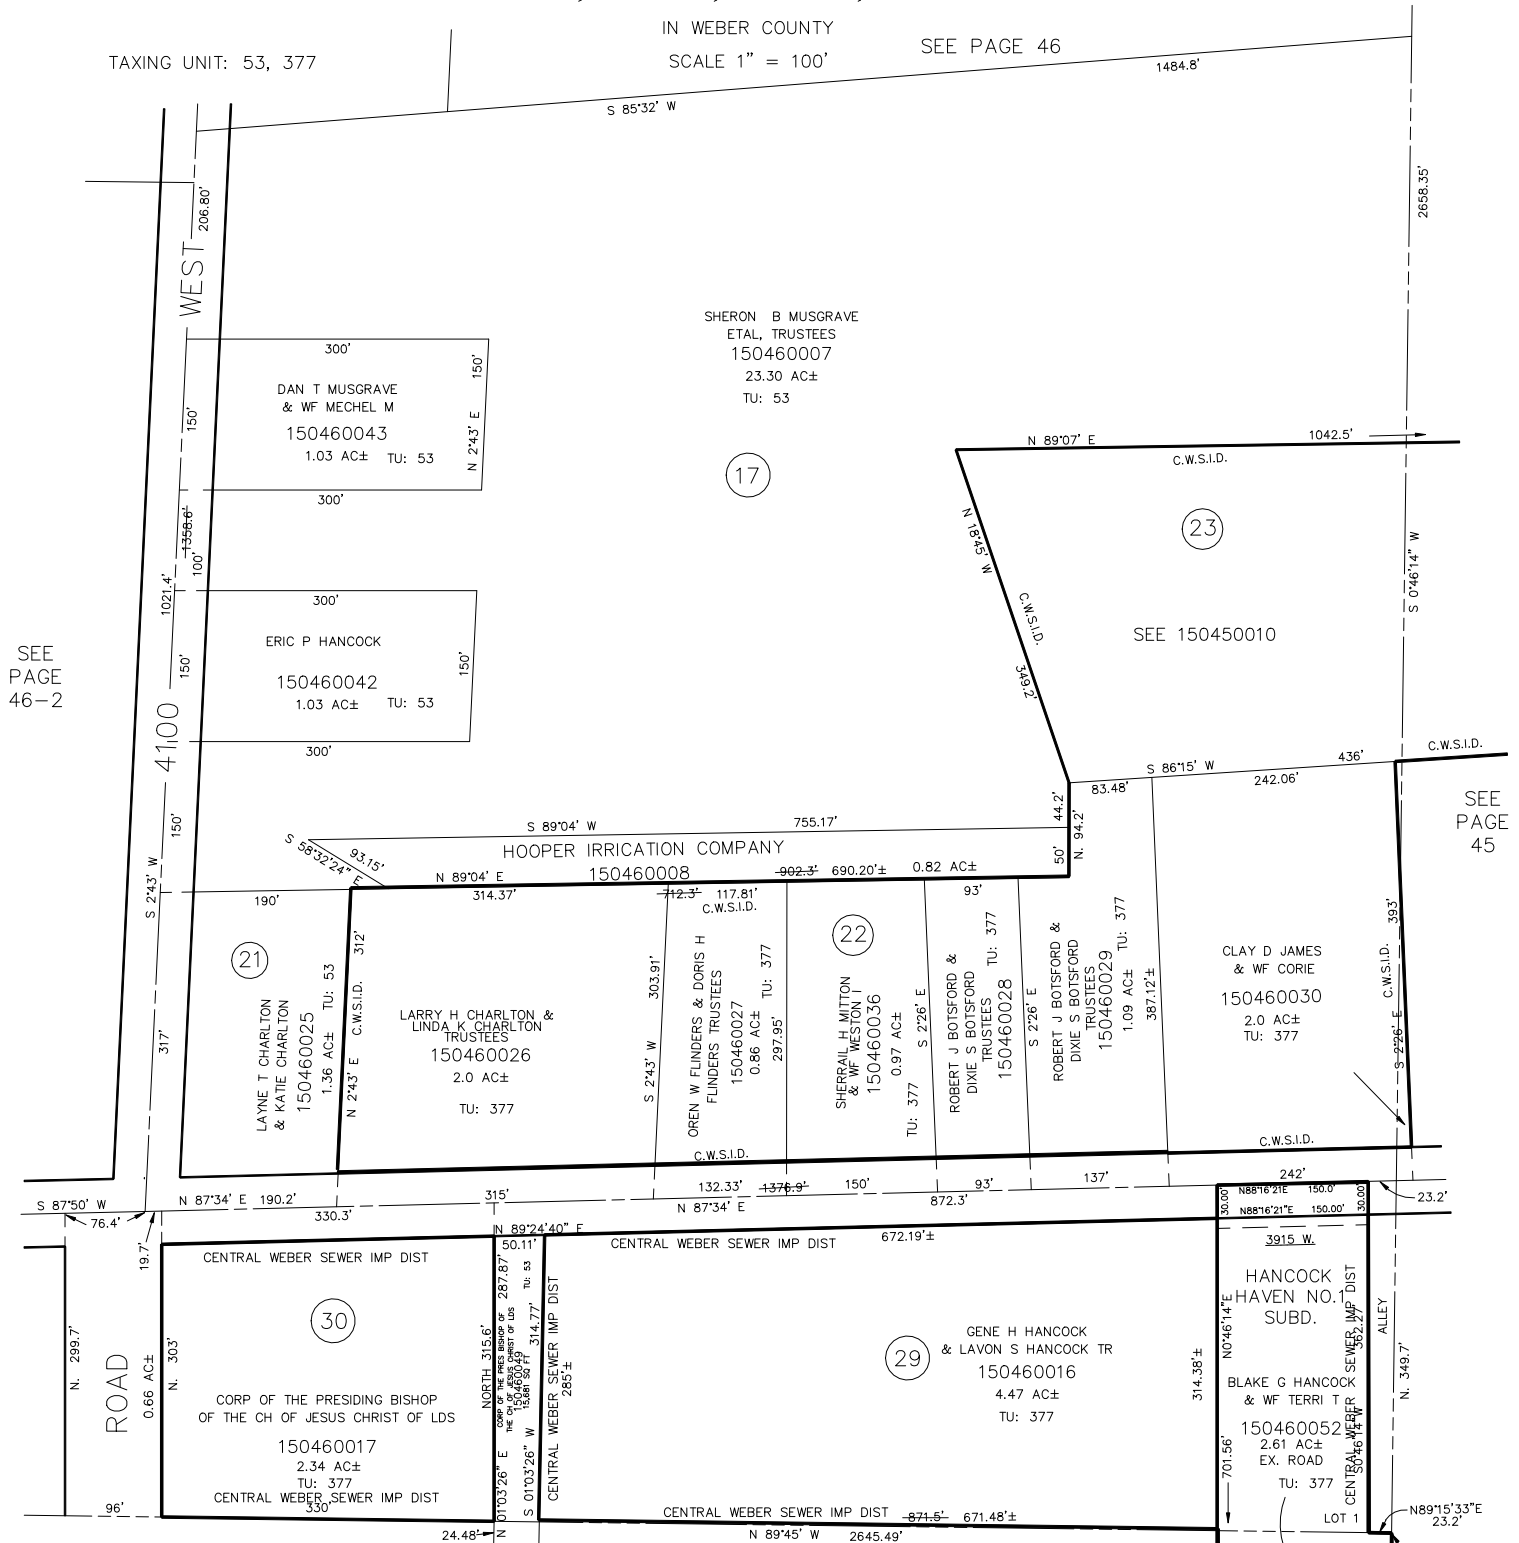 IN WEBER COUNTY
TAXING UNIT: 53, 377
SCALE 1" = 100'
SEE PAGE 46
1484.8'
S 85°32' W
206.80'
2658.35'
WEST
SHERON B MUSGRAVE
ETAL, TRUSTEES
150460007
23.30 AC±
TU: 53
300'
150'
DAN T MUSGRAVE
& WF MECHEL M
150460043
1.03 AC± TU: 53
N 2°43' E
150'
300'
17
N 89°07' E
1042.5'
C.W.S.I.D.
23
N 18°45' W
C.W.S.I.D.
349.2'
SEE 150450010
S 0°46'14" W
1358.6'
100'
1021.4'
300'
ERIC P HANCOCK
150460042
1.03 AC± TU: 53
150'
150'
300'
SEE
PAGE
46-2
4100
150'
S 86°15' W
436'
C.W.S.I.D.
83.48'
242.06'
44.2'
50'
N. 94.2'
SEE
PAGE
45
S 89°04' W
755.17'
S 58°32'24" E
93.15'
HOOPER IRRICATION COMPANY
150460008
902.3' 690.20'±
0.82 AC±
N 89°04' E
190'
314.37'
712.3' 117.81'
C.W.S.I.D.
93'
S 2°43' W
317'
21
LAYNE T CHARLTON
& KATIE CHARLTON
150460025
1.36 AC± TU: 53
N 2°43' E C.W.S.I.D. 312'
LARRY H CHARLTON &
LINDA K CHARLTON
TRUSTEES
150460026
2.0 AC±
TU: 377
S 2°43' W 303.91'
OREN W FLINDERS & DORIS H
FLINDERS TRUSTEES
150460027
0.86 AC± TU: 377
297.95'
C.W.S.I.D.
22
SHERRAIL H MITTON
& WF WESTON I
150460036
0.97 AC±
TU: 377
S 2°26' E
ROBERT J BOTSFORD &
DIXIE S BOTSFORD
TRUSTEES
150460028
TU: 377
S 2°26' E
ROBERT J BOTSFORD &
DIXIE S BOTSFORD
TRUSTEES
150460029
1.09 AC± TU: 377
387.12'±
CLAY D JAMES
& WF CORIE
150460030
2.0 AC±
TU: 377
C.W.S.I.D. 393'
S 2°26' E
C.W.S.I.D.
S 87°50' W
76.4'
N 87°34' E 190.2'
330.3'
315'
132.33' 1376.9'
150'
93'
137'
242'
N 87°34' E
872.3'
23.2'
30.00'
N88°16'21E 150.0'
30.00'
N88°16'21"E 150.00'
3915 W.
19.7'
N 89°24'40" E
50.11'
672.19'±
CENTRAL WEBER SEWER IMP DIST
CENTRAL WEBER SEWER IMP DIST
N. 299.7'
ROAD
0.66 AC±
N. 303'
30
CORP OF THE PRESIDING BISHOP
OF THE CH OF JESUS CHRIST OF LDS
150460017
2.34 AC±
TU: 377
CENTRAL WEBER SEWER IMP DIST
330'
96'
24.48'
NORTH 315.6'
N 01°03'26" E 287.87'
CORP OF THE PRES BISHOP OF
THE CH OF JESUS CHRIST OF LDS
150460049
15,681 SQ FT
TU: 53
S 01°03'26" W 314.77'
CENTRAL WEBER SEWER IMP DIST
285'±
29
GENE H HANCOCK
& LAVON S HANCOCK TR
150460016
4.47 AC±
TU: 377
CENTRAL WEBER SEWER IMP DIST
871.5' 671.48'±
N 89°45' W 2645.49'
314.38'±
N0°46'14"E
701.56'
HANCOCK
HAVEN NO.1
SUBD.
BLAKE G HANCOCK
& WF TERRI T
150460052
2.61 AC±
EX. ROAD
TU: 377
LOT 1
CENTRAL WEBER SEWER IMP DIST
S0°46'14"W 362.27'
ALLEY
N. 349.7'
N89°15'33"E
23.2'